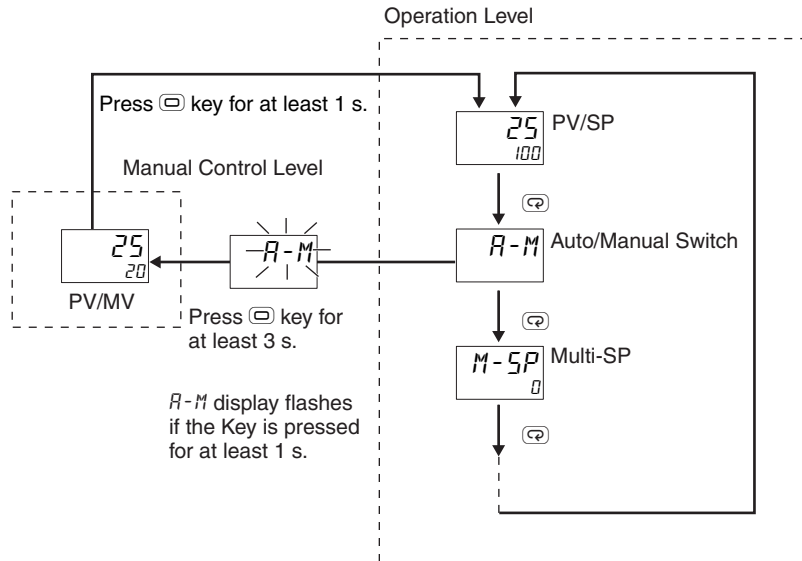 Operation Level
Press key for at least 1 s.
25
100
PV/SP
Manual Control Level
25
20
PV/MV
A-M
A-M
Auto/Manual Switch
Press key for
at least 3 s.
M-SP
0
Multi-SP
A-M display flashes
if the Key is pressed
for at least 1 s.